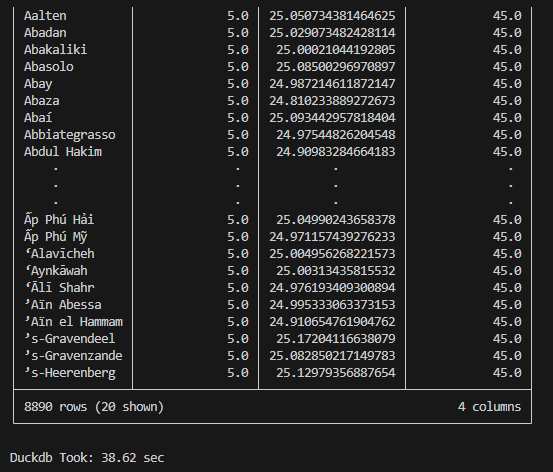 Aalten 5.0 25.050734381464625 45.0
Abadan 5.0 25.029073482428114 45.0
Abakaliki 5.0 25.00021044192805 45.0
Abasolo 5.0 25.08500296970897 45.0
Abay 5.0 24.987214611872147 45.0
Abaza 5.0 24.810233889272673 45.0
Abaí 5.0 25.093442957818404 45.0
Abbiategrasso 5.0 24.97544826204548 45.0
Abdul Hakim 5.0 24.90983284664183 45.0
. . . .
. . . .
. . . .
Ấp Phú Hải 5.0 25.04990243658378 45.0
Ấp Phú Mỹ 5.0 24.971157439276233 45.0
‘Alavīcheh 5.0 25.004956268221573 45.0
‘Aynkāwah 5.0 25.00313435815532 45.0
‘Ālī Shahr 5.0 24.976193409300894 45.0
’Aïn Abessa 5.0 24.995333063373153 45.0
’Aïn el Hammam 5.0 24.910654761904762 45.0
’s-Gravendeel 5.0 25.17204116638079 45.0
’s-Gravenzande 5.0 25.082850217149783 45.0
’s-Heerenberg 5.0 25.12979356887654 45.0
8890 rows (20 shown) 4 columns
Duckdb Took: 38.62 sec